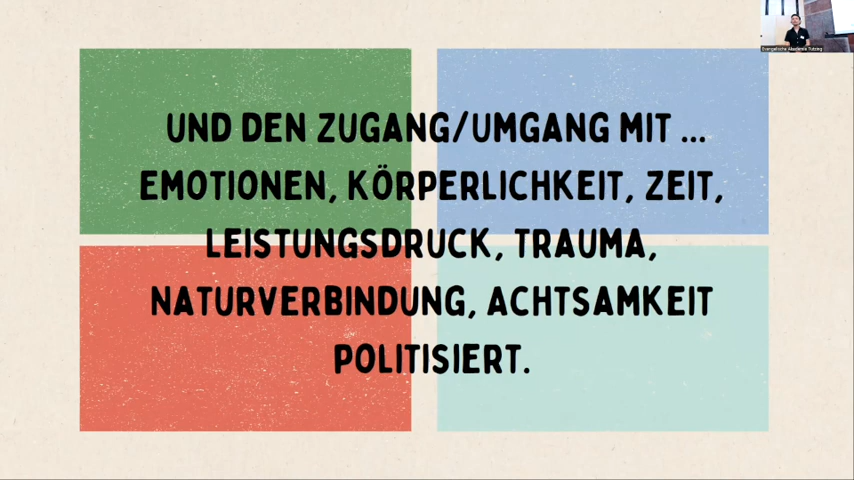 UND DEN ZUGANG/UMGANG MIT ...
EMOTIONEN, KÖRPERLICHKEIT, ZEIT,
LEISTUNGSDRUCK, TRAUMA,
NATURVERBINDUNG, ACHTSAMKEIT
POLITISIERT.
Evangelische Akademie Tutzing